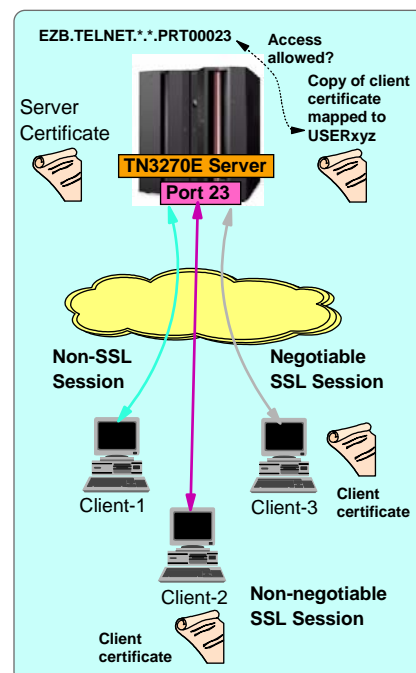 EZB.TELNET.*.*.PRT00023
Access
allowed?
Copy of client
certificate
mapped to
USERxyz
Server
Certificate
TN3270E Server
Port 23
Non-SSL
Session
Negotiable
SSL Session
Client-1
Client-3
Client
certificate
Client-2
Non-negotiable
SSL Session
Client
certificate